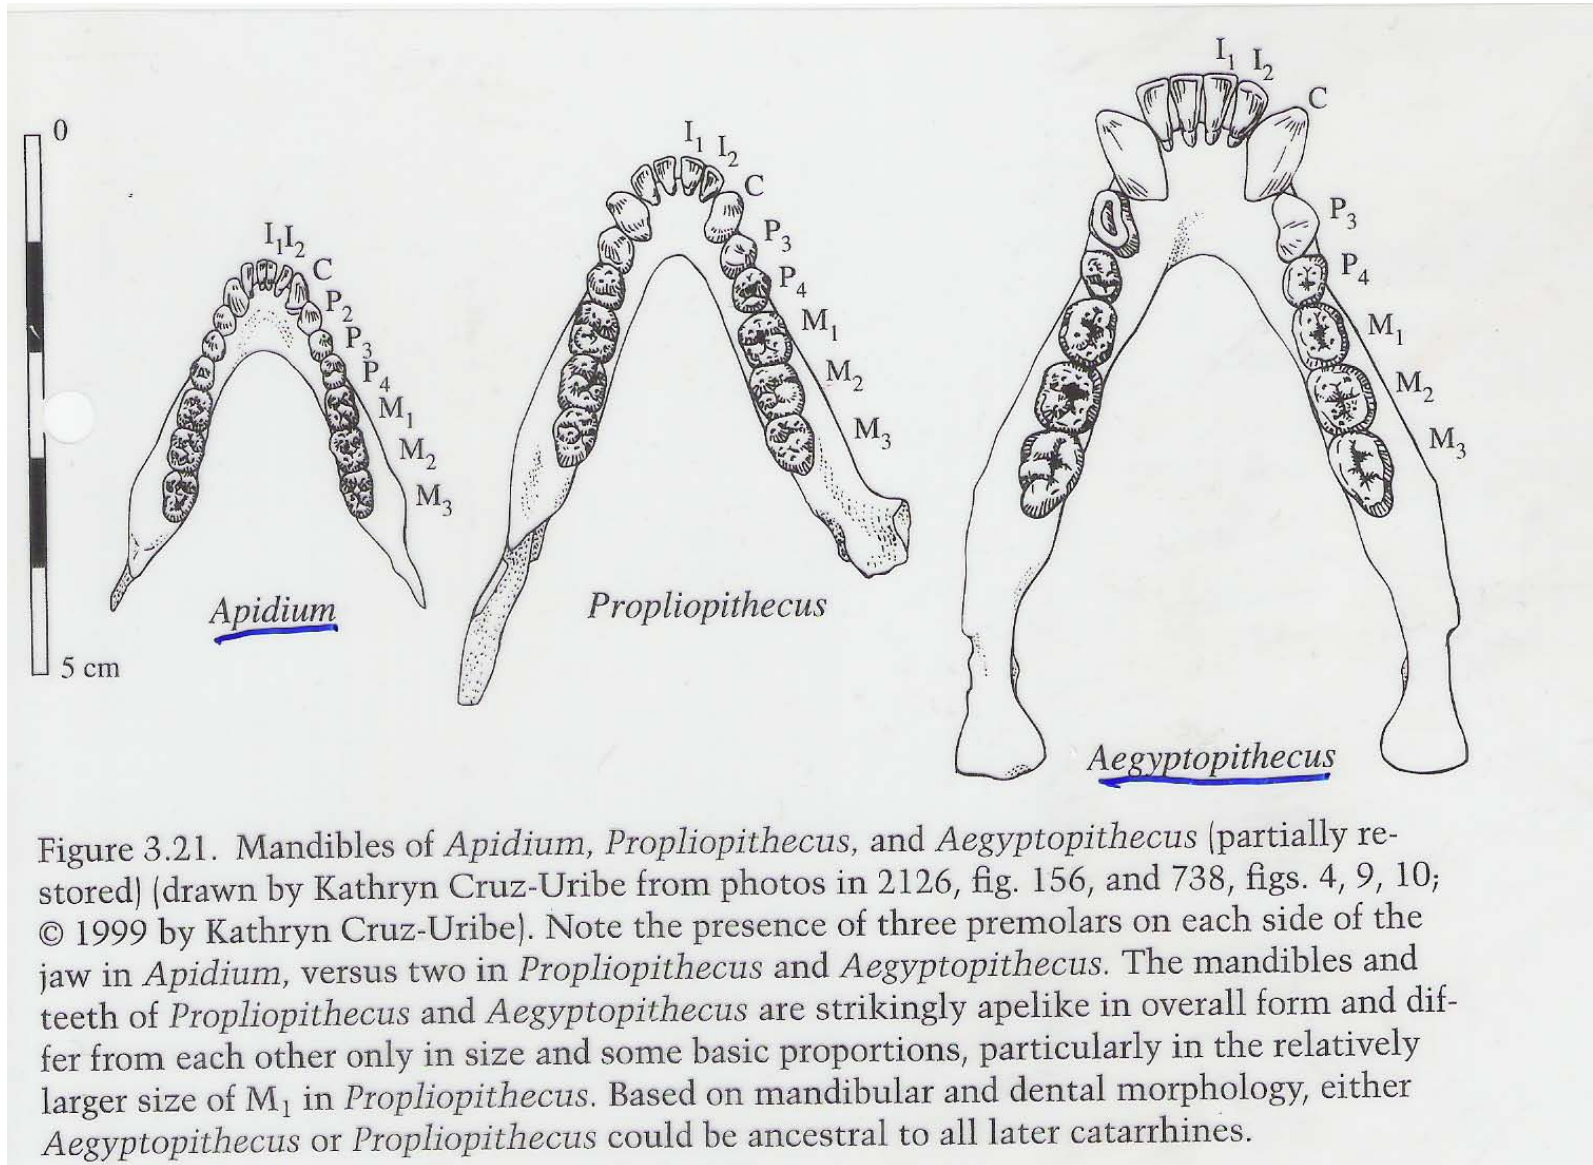 0
5 cm
I1 I2
C
P2
P3
P4
M1
M2
M3
Apidium
I1 I2
C
P3
P4
M1
M2
M3
Propliopithecus
I1 I2
C
P3
P4
M1
M2
M3
Aegyptopithecus
Figure 3.21. Mandibles of Apidium, Propliopithecus, and Aegyptopithecus (partially re-
stored) (drawn by Kathryn Cruz-Uribe from photos in 2126, fig. 156, and 738, figs. 4, 9, 10;
© 1999 by Kathryn Cruz-Uribe). Note the presence of three premolars on each side of the
jaw in Apidium, versus two in Propliopithecus and Aegyptopithecus. The mandibles and
teeth of Propliopithecus and Aegyptopithecus are strikingly apelike in overall form and dif-
fer from each other only in size and some basic proportions, particularly in the relatively
larger size of M1 in Propliopithecus. Based on mandibular and dental morphology, either
Aegyptopithecus or Propliopithecus could be ancestral to all later catarrhines.